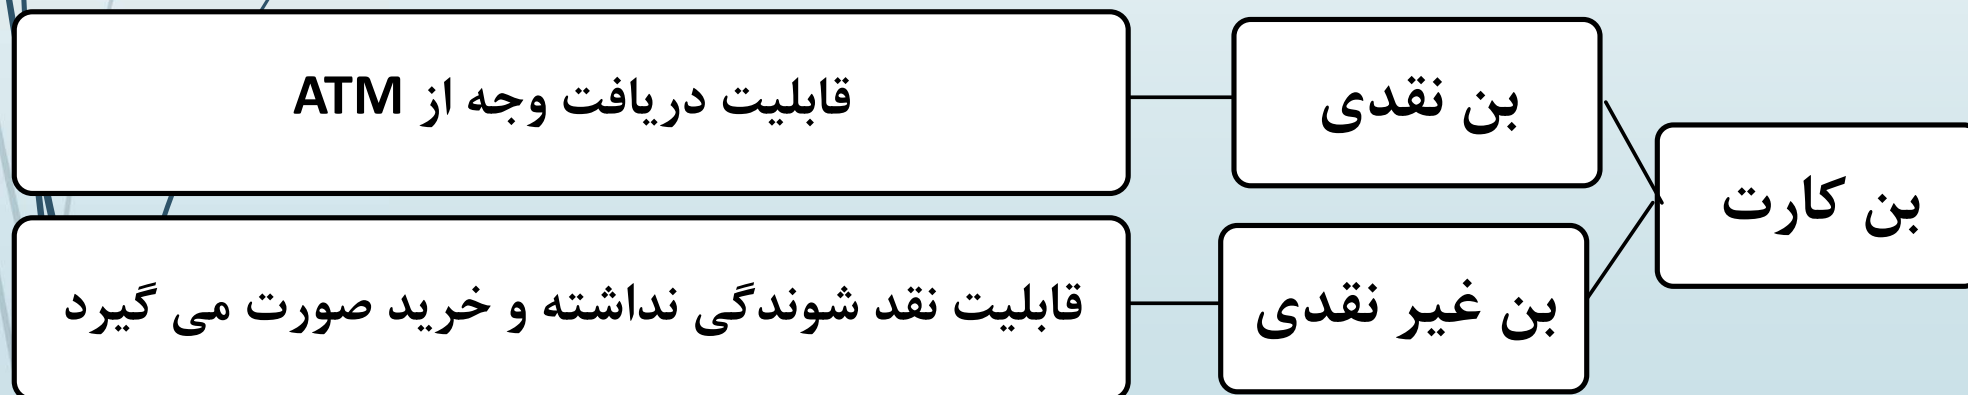 بن کارت
بن نقدی
قابلیت دریافت وجه از ATM
بن غیر نقدی
قابلیت نقد شوندگی نداشته و خرید صورت می گیرد